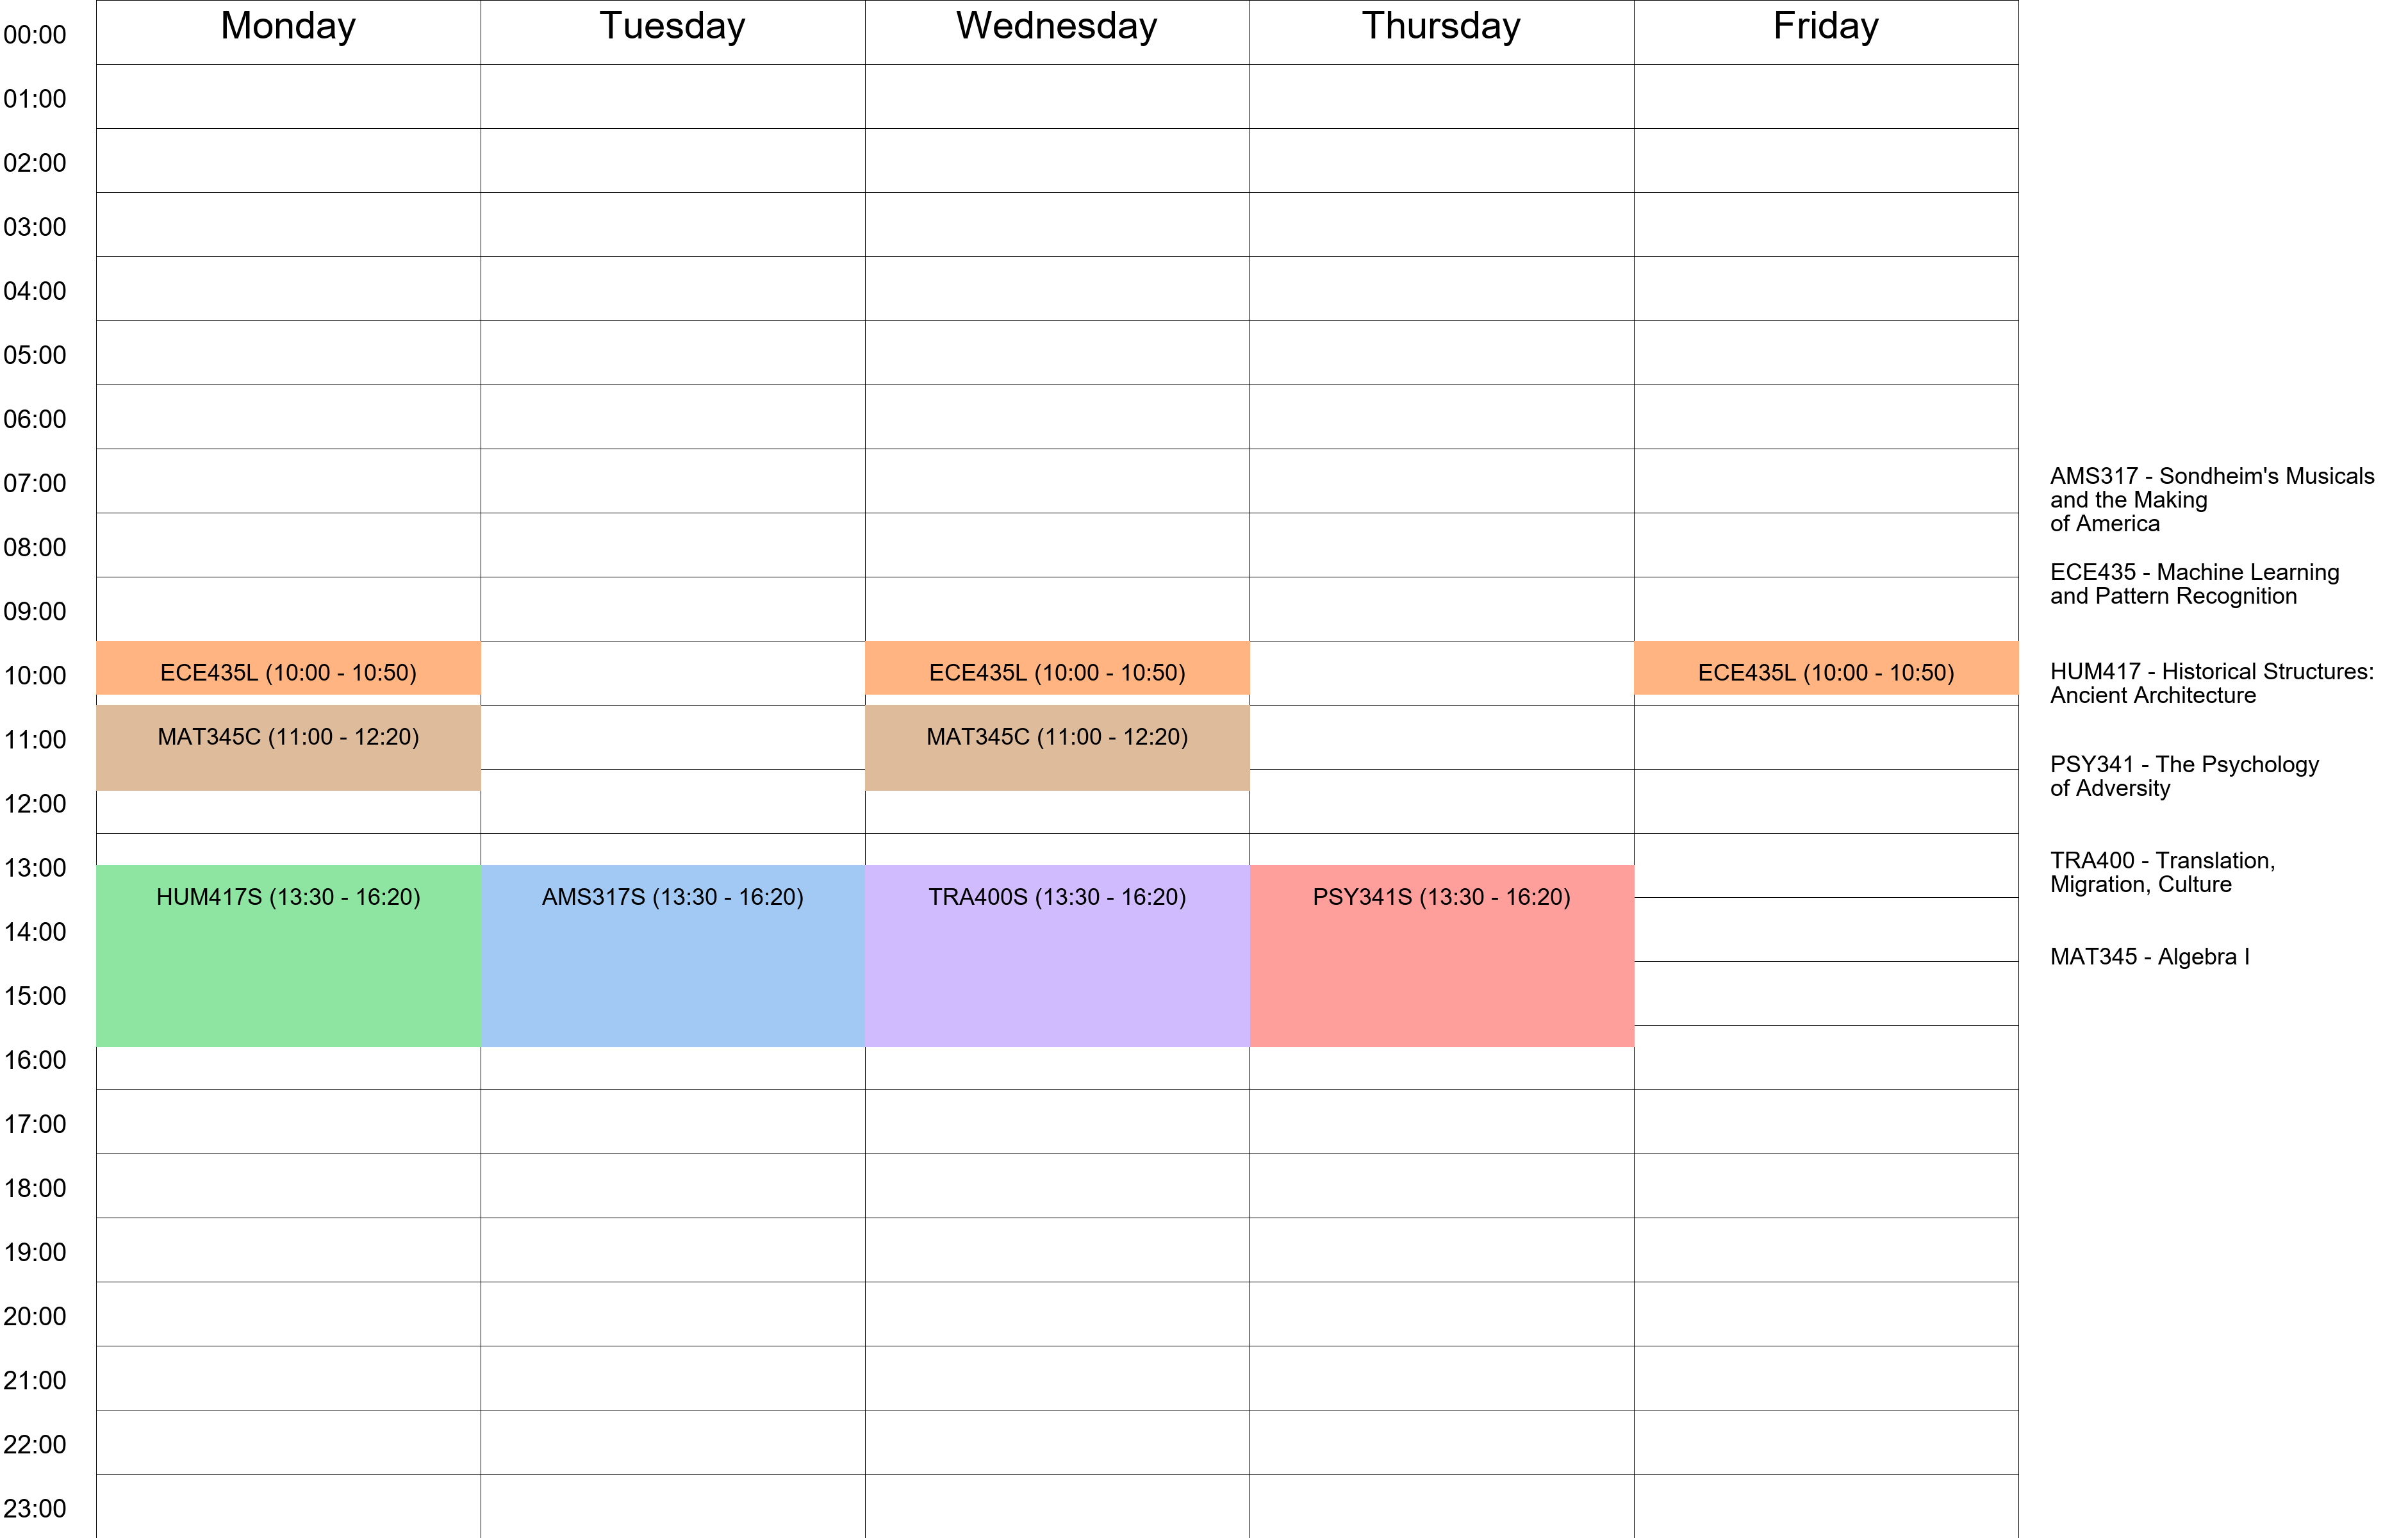 Monday Tuesday Wednesday Thursday Friday
00:00
01:00
02:00
03:00
04:00
05:00
06:00
07:00
08:00
09:00
10:00 ECE435L (10:00 - 10:50) ECE435L (10:00 - 10:50) ECE435L (10:00 - 10:50)
11:00 MAT345C (11:00 - 12:20) MAT345C (11:00 - 12:20)
12:00
13:00
HUM417S (13:30 - 16:20) AMS317S (13:30 - 16:20) TRA400S (13:30 - 16:20) PSY341S (13:30 - 16:20)
14:00
15:00
16:00
17:00
18:00
19:00
20:00
21:00
22:00
23:00
AMS317 - Sondheim's Musicals
and the Making
of America
ECE435 - Machine Learning
and Pattern Recognition
HUM417 - Historical Structures:
Ancient Architecture
PSY341 - The Psychology
of Adversity
TRA400 - Translation,
Migration, Culture
MAT345 - Algebra I